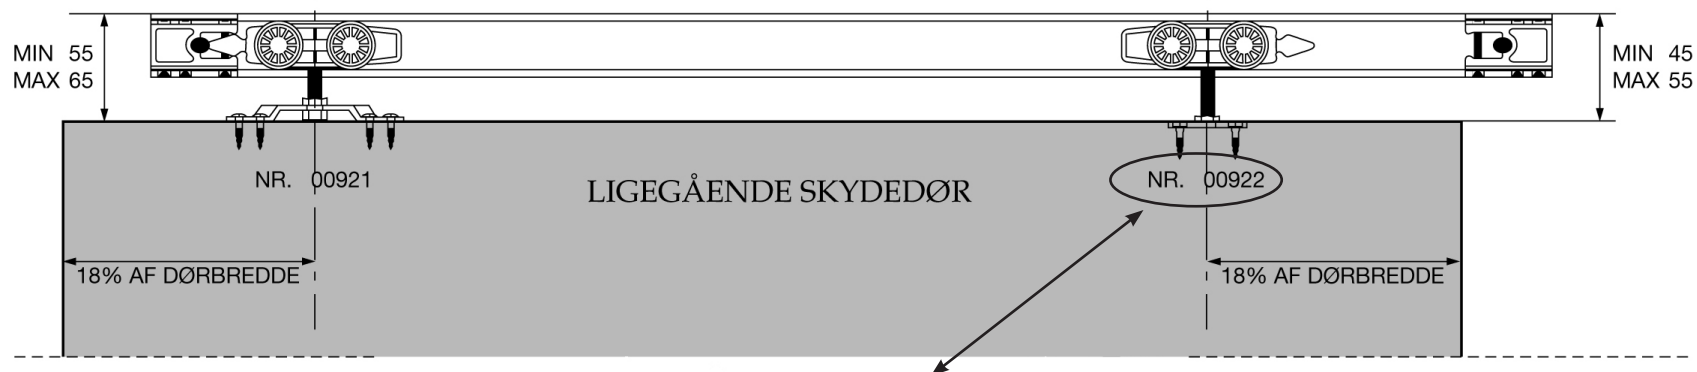 MIN 55
MAX 65
MIN 45
MAX 55
NR. 00921
LIGEGÅENDE SKYDEDØR
NR. 00922
18% AF DØRBREDDE
18% AF DØRBREDDE